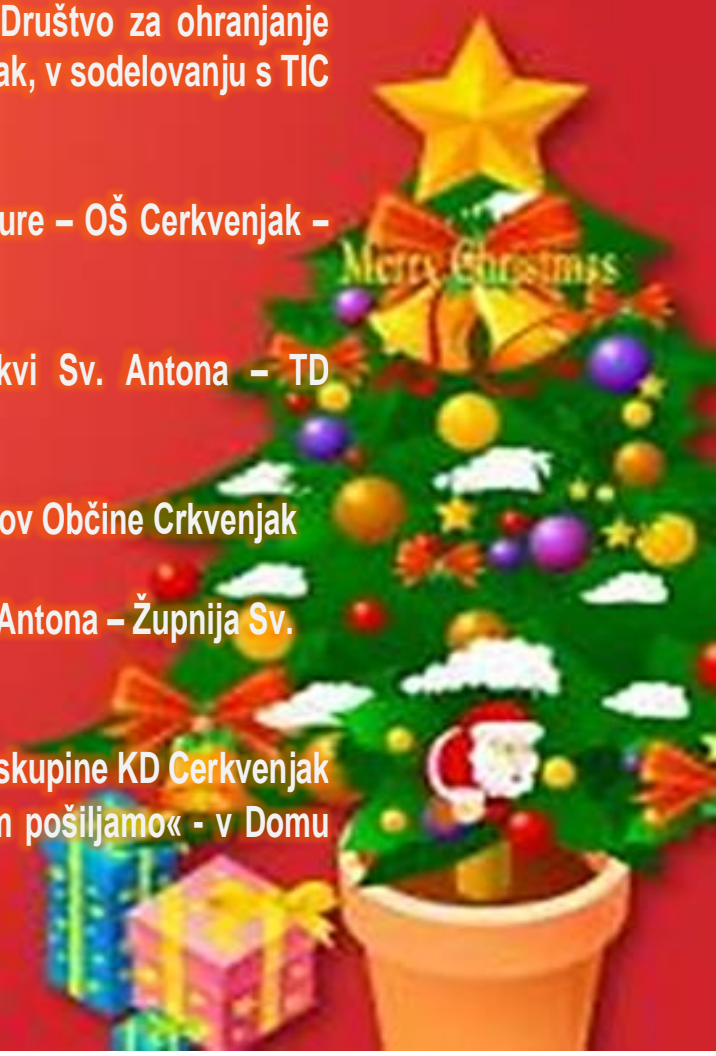 Društvo za ohranjanje
ak, v sodelovanju s TIC
ure – OŠ Cerkvenjak –
Merry Christmas
kvi Sv. Antona – TD
ov Občine Crkvenjak
Antona – Župnija Sv.
skupine KD Cerkvenjak
m pošiljamo« - v Domu